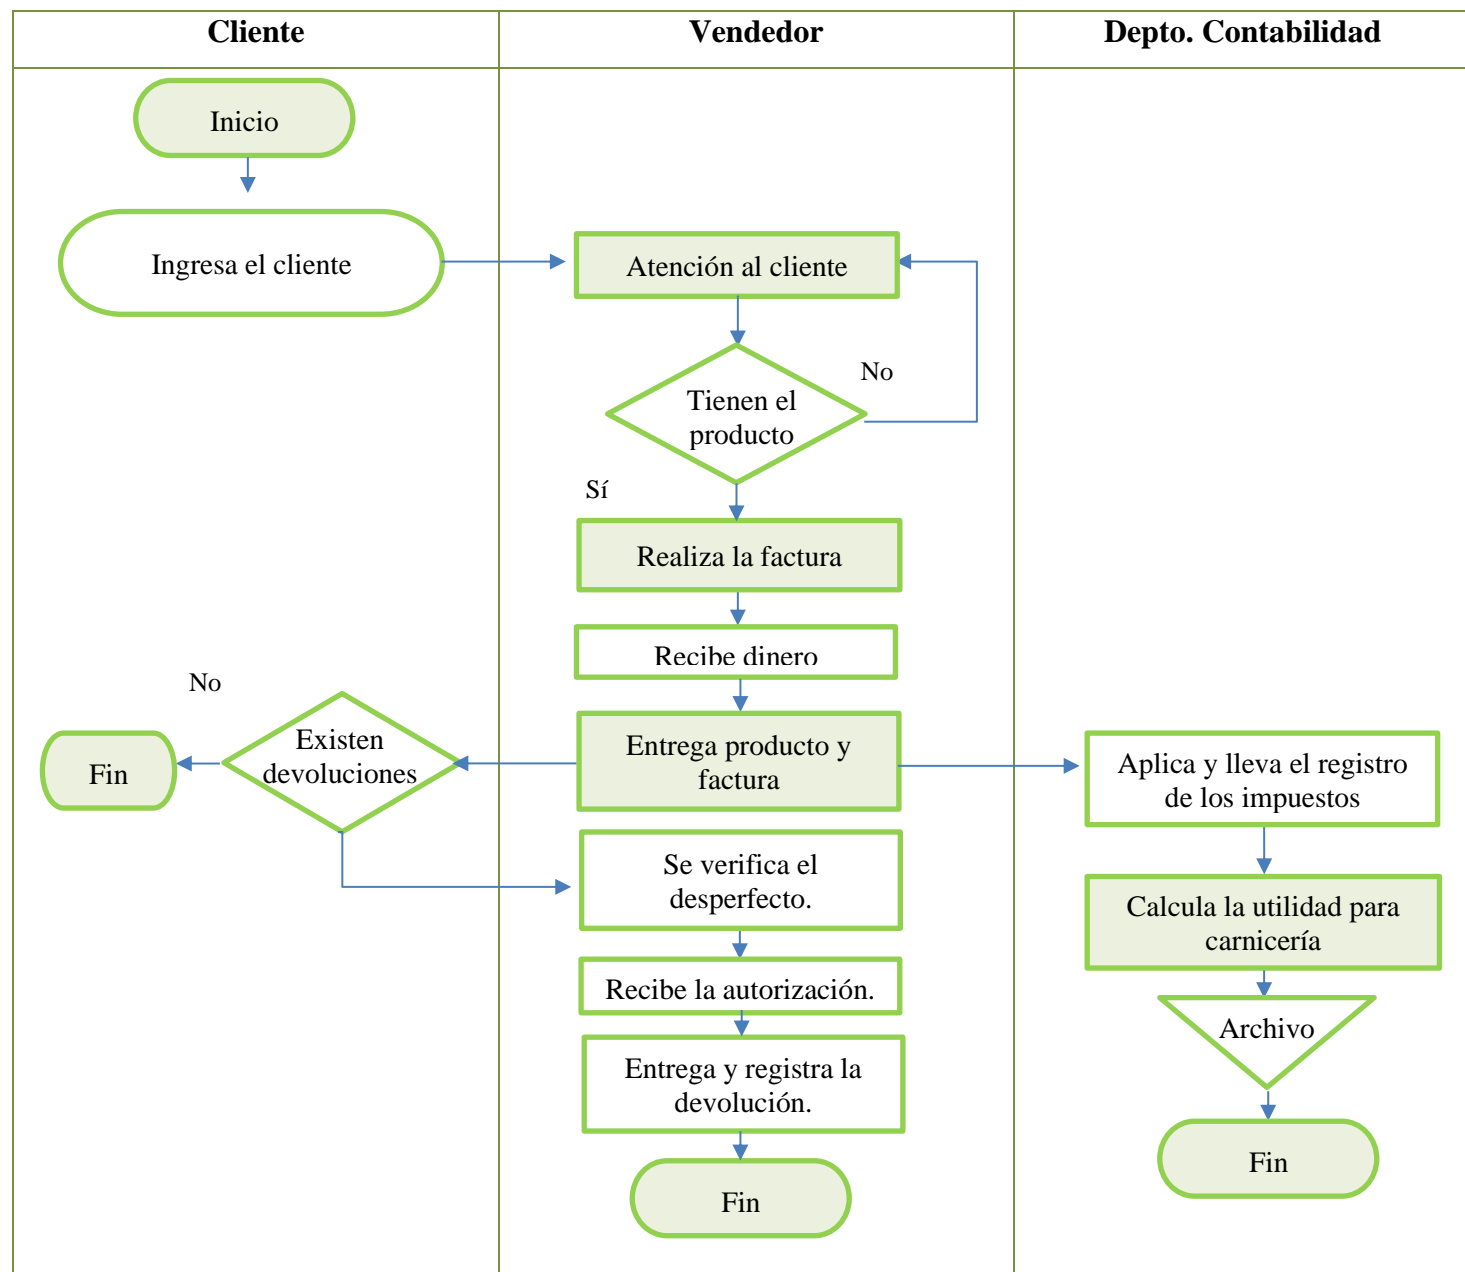 Cliente
Vendedor
Depto. Contabilidad
Inicio
Ingresa el cliente
Atención al cliente
No
Tienen el
producto
Sí
Realiza la factura
Recibe dinero
No
Existen
devoluciones
Fin
Entrega producto y
factura
Aplica y lleva el registro
de los impuestos
Se verifica el
desperfecto.
Calcula la utilidad para
carnicería
Recibe la autorización.
Archivo
Entrega y registra la
devolución.
Fin
Fin